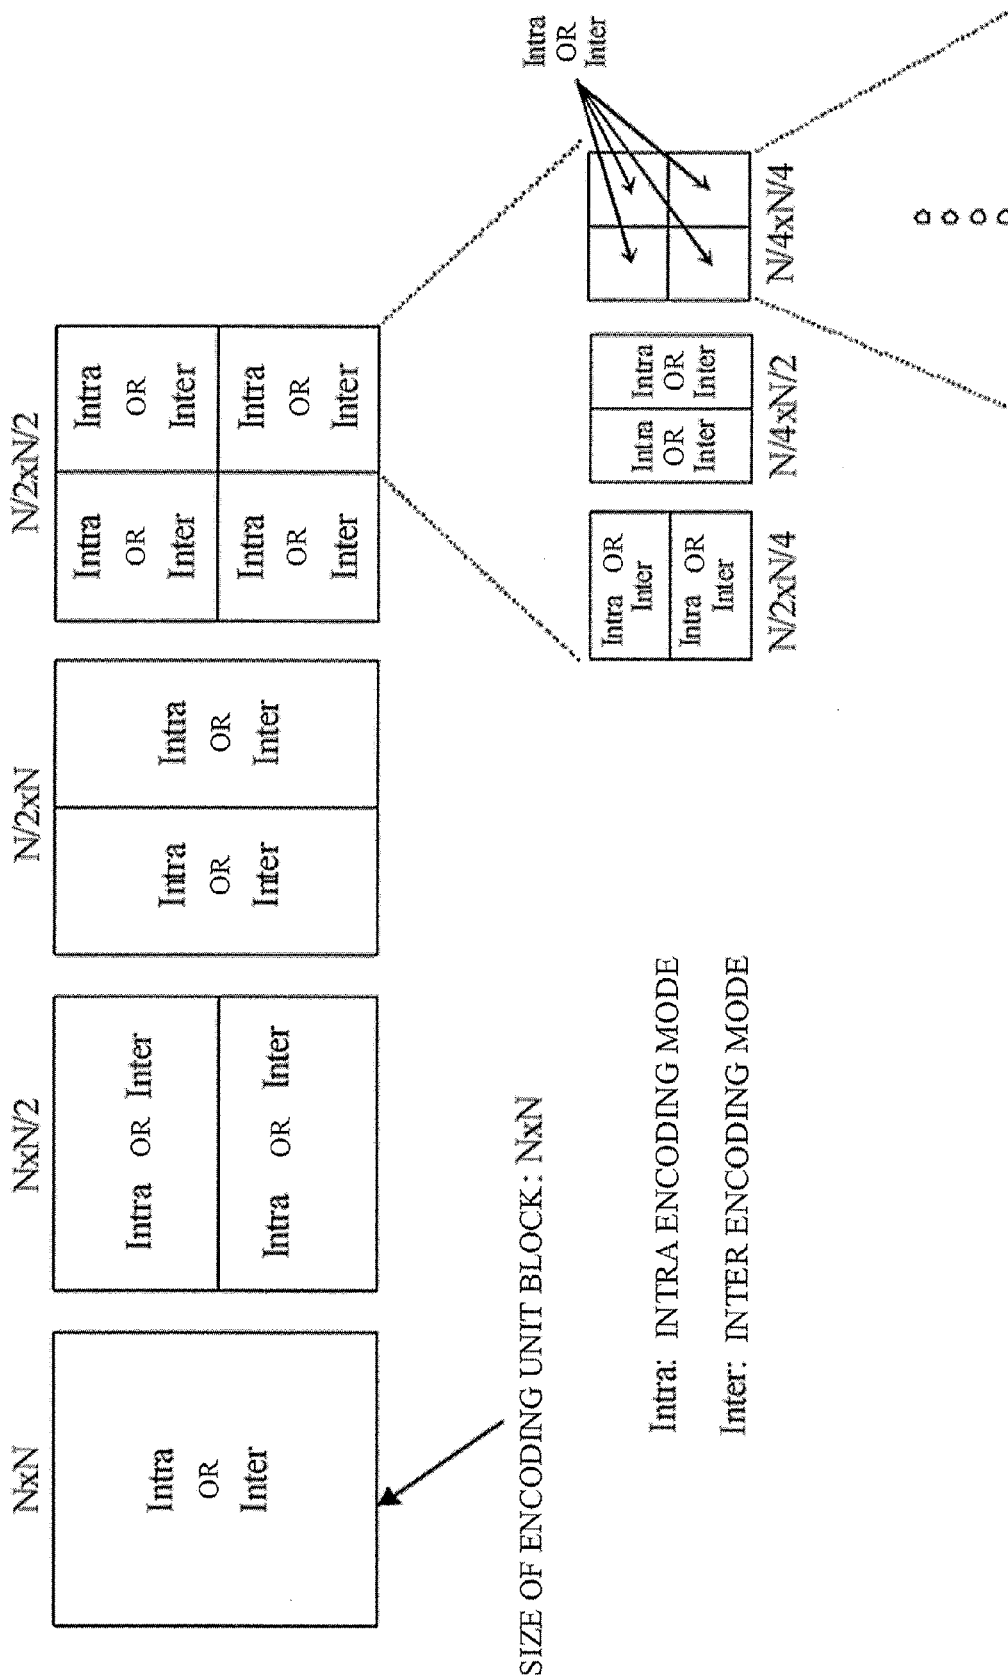 NxN
NxN/2
N/2xN
N/2xN/2
Intra
OR
Inter
Intra OR Inter
Intra OR Inter
Intra
OR
Inter
Intra
OR
Inter
Intra
OR
Inter
Intra
OR
Inter
Intra
OR
Inter
Intra
OR
Inter
SIZE OF ENCODING UNIT BLOCK: NxN
Intra
OR
Inter
Intra OR
Inter
Intra OR
Inter
Intra
OR
Inter
Intra
OR
Inter
N/2xN/4
N/4xN/2
N/4xN/4
Intra: INTRA ENCODING MODE
Inter: INTER ENCODING MODE